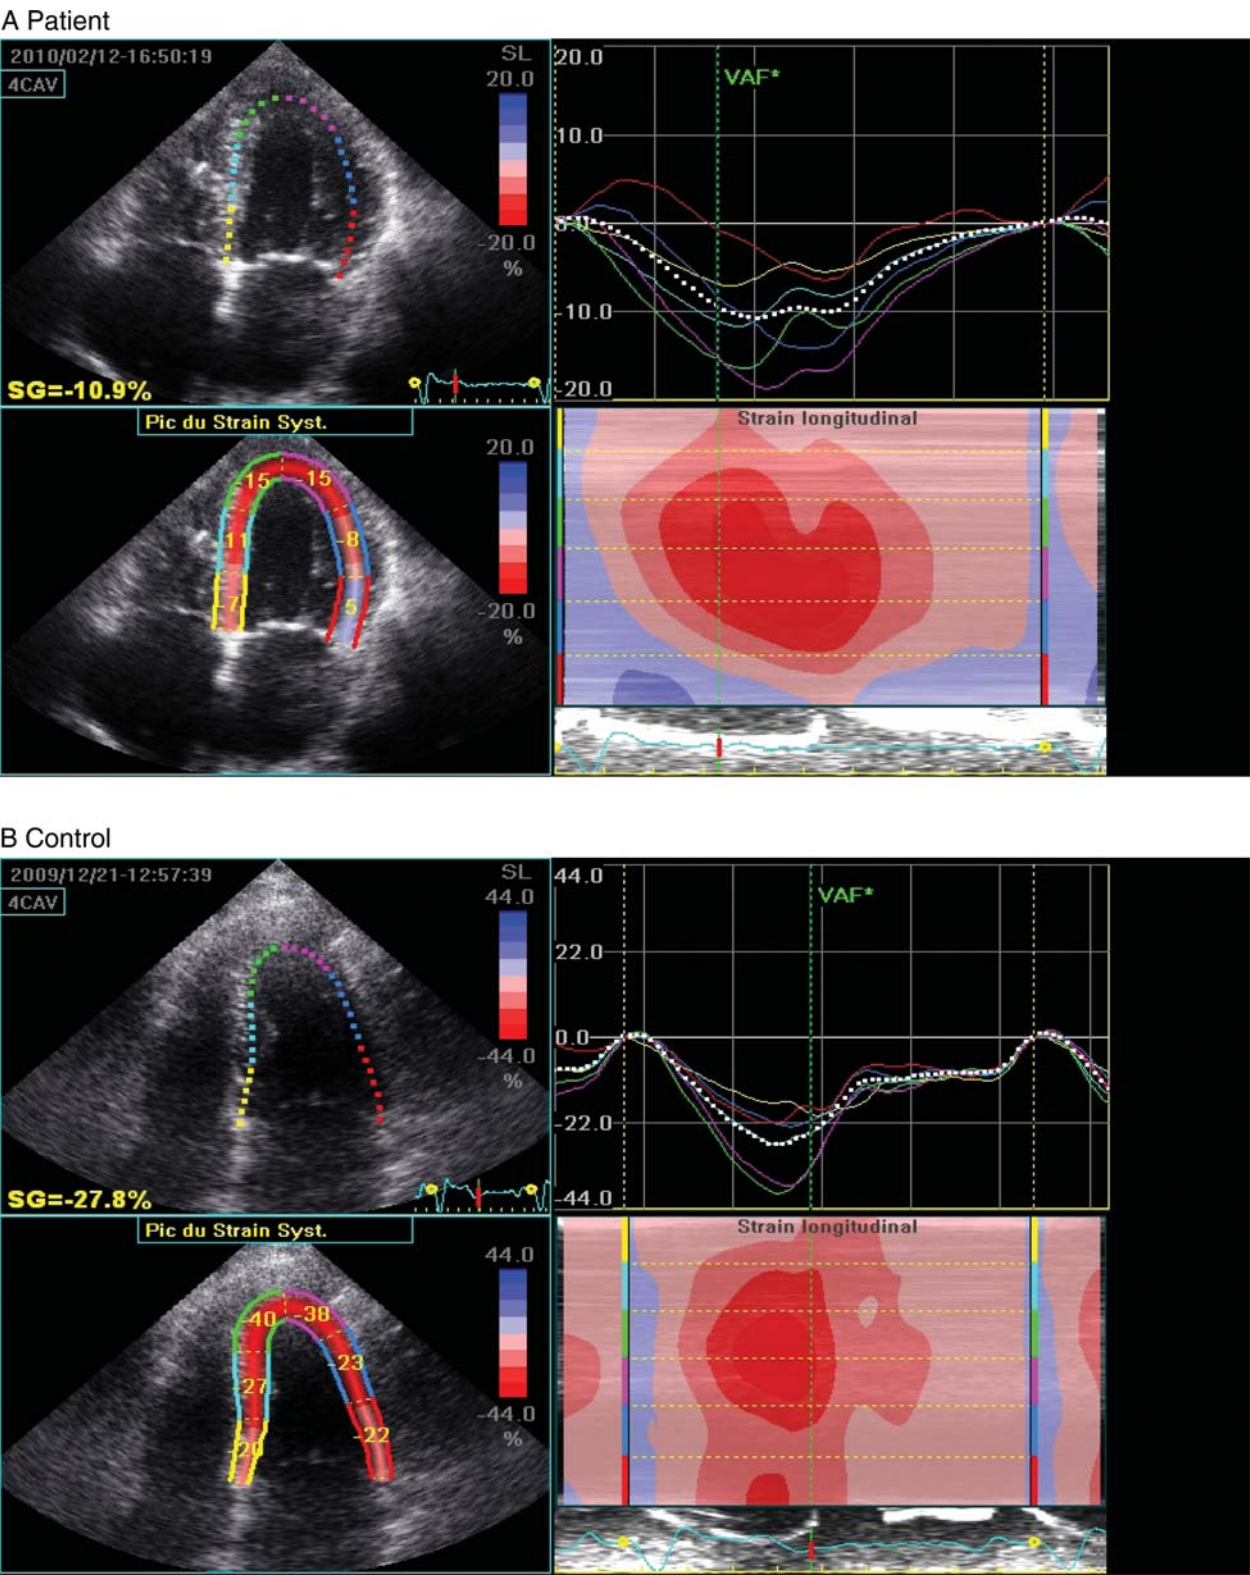 A Patient
2010/02/12-16:50:19
SL
4CAV
20.0
-20.0
%
SG=-10.9%
20.0
VAF*
10.0
0
-10.0
-20.0
Pic du Strain Syst.
20.0
-15
-15
-11
-8
-7
5
-20.0
%
Strain longitudinal
B Control
2009/12/21-12:57:39
SL
4CAV
44.0
-44.0
%
SG=-27.8%
44.0
VAF*
22.0
0.0
-22.0
-44.0
Pic du Strain Syst.
44.0
-40
-38
-23
-27
-22
-20
-44.0
%
Strain longitudinal